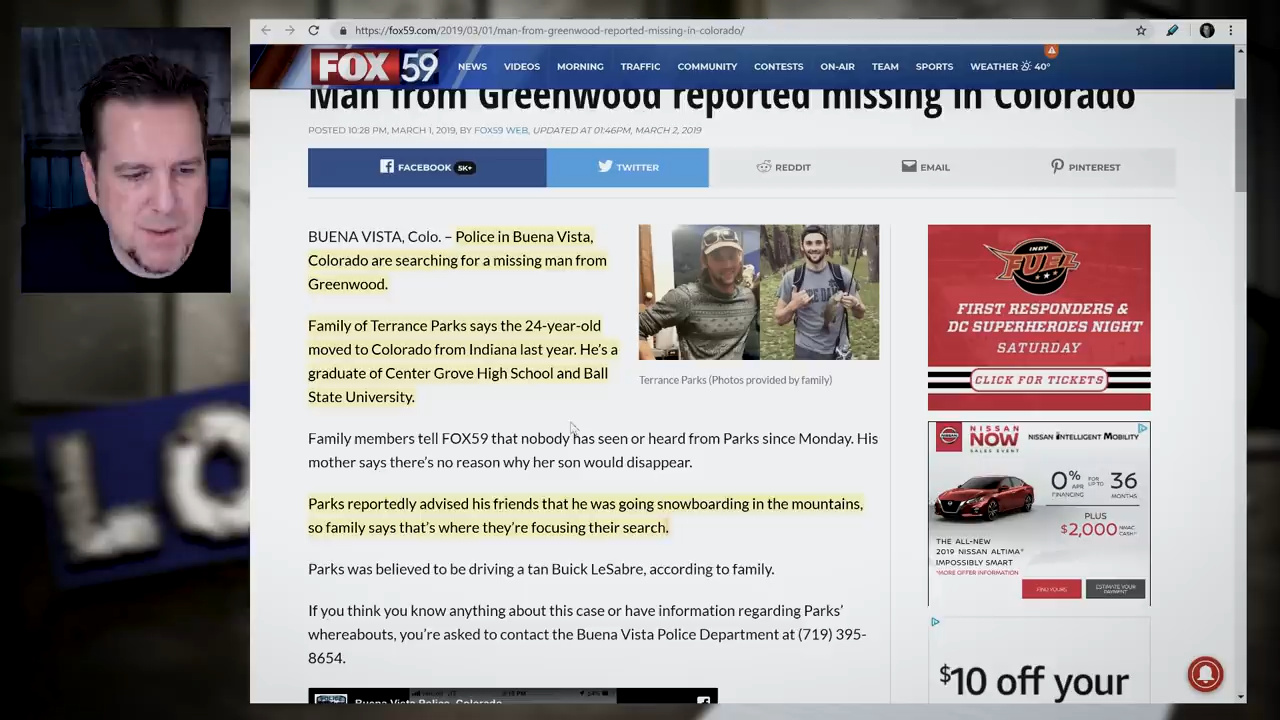 https://fox59.com/2019/03/01/man-from-greenwood-reported-missing-in-colorado/
FOX 59
NEWS VIDEOS MORNING TRAFFIC COMMUNITY CONTESTS ON-AIR TEAM SPORTS WEATHER 40°
Man from Greenwood reported missing in Colorado
POSTED 10:28 PM, MARCH 1, 2019, BY FOX59 WEB, UPDATED AT 01:46PM, MARCH 2, 2019
FACEBOOK 5K+ TWITTER REDDIT EMAIL PINTEREST
BUENA VISTA, Colo. – Police in Buena Vista,
Colorado are searching for a missing man from
Greenwood.
Family of Terrance Parks says the 24-year-old
moved to Colorado from Indiana last year. He's a
graduate of Center Grove High School and Ball
State University.
Terrance Parks (Photos provided by family)
Family members tell FOX59 that nobody has seen or heard from Parks since Monday. His
mother says there's no reason why her son would disappear.
Parks reportedly advised his friends that he was going snowboarding in the mountains,
so family says that's where they're focusing their search.
Parks was believed to be driving a tan Buick LeSabre, according to family.
If you think you know anything about this case or have information regarding Parks'
whereabouts, you're asked to contact the Buena Vista Police Department at (719) 395-
8654.
Buena Vista Police, Colorado
INDY
FUEL
FIRST RESPONDERS &
DC SUPERHEROES NIGHT
SATURDAY
CLICK FOR TICKETS
NISSAN
NOW
SALES EVENT
NISSAN INTELLIGENT MOBILITY
0% APR FINANCING FOR UP TO 36 MONTHS
PLUS
$2,000 NMAC CASH
THE ALL-NEW
2019 NISSAN ALTIMA
IMPOSSIBLY SMART
*MORE OFFER INFORMATION
FIND YOURS
ESTIMATE YOUR PAYMENT
$10 off your
LO